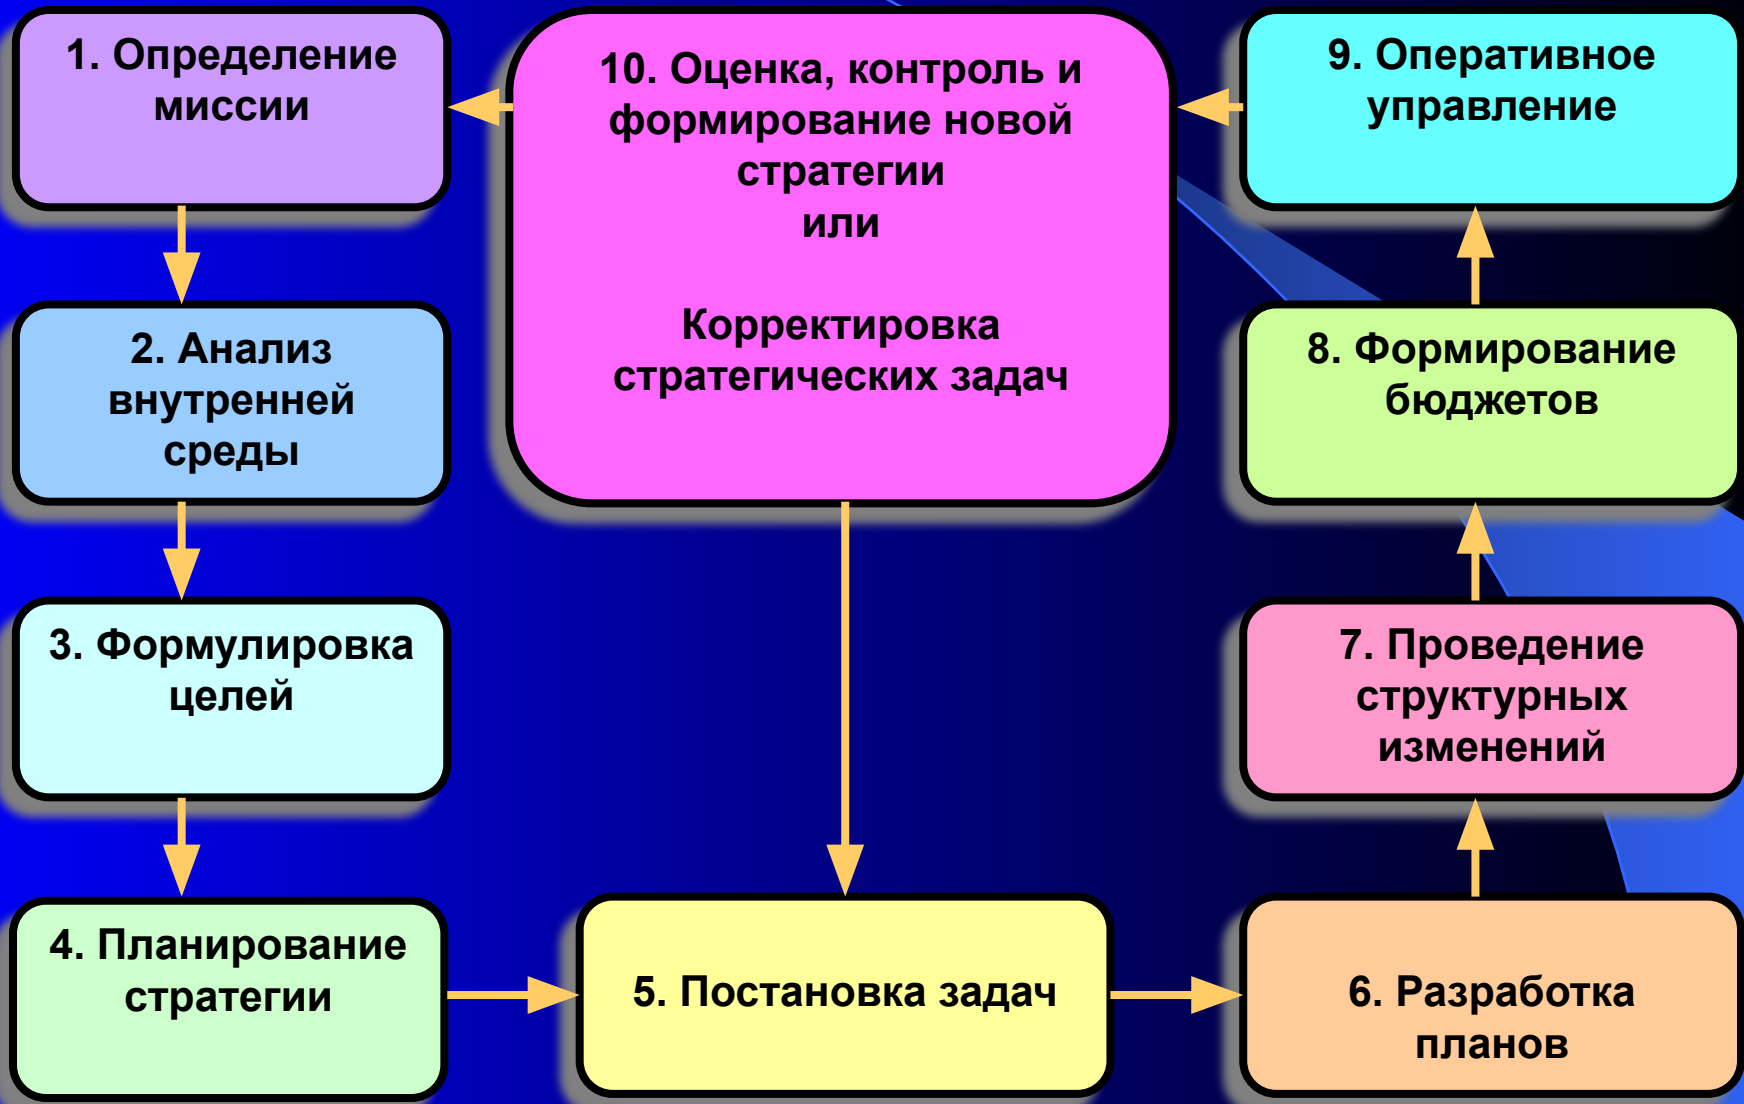 1. Определение
миссии
2. Анализ
внутренней
среды
3. Формулировка
целей
4. Планирование
стратегии
5. Постановка задач
6. Разработка
планов
7. Проведение
структурных
изменений
8. Формирование
бюджетов
9. Оперативное
управление
10. Оценка, контроль и
формирование новой
стратегии
или
Корректировка
стратегических задач